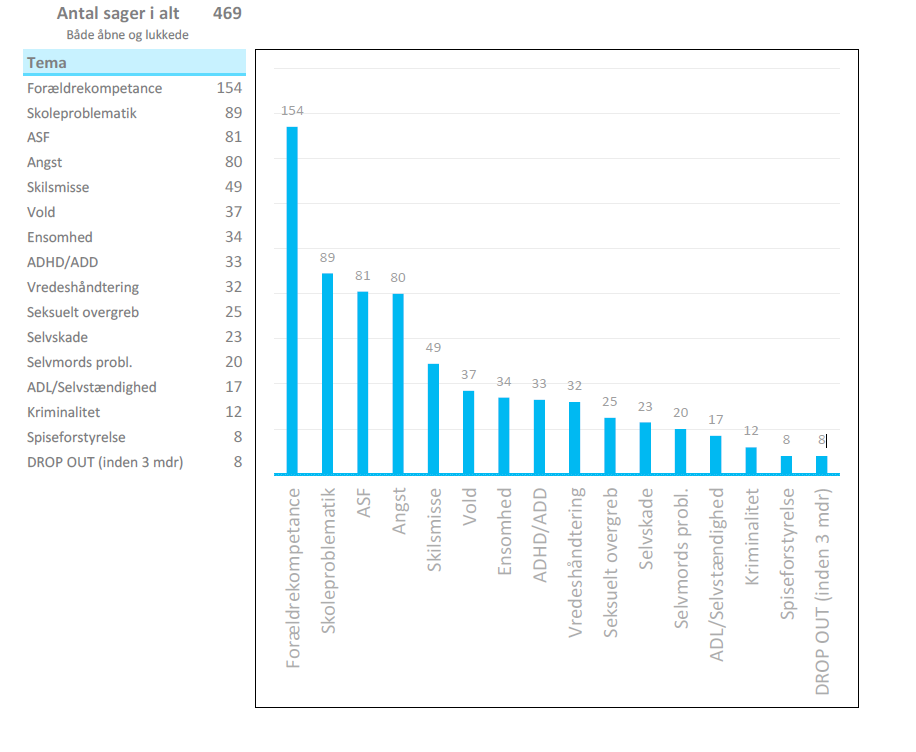 Antal sager i alt 469
Både åbne og lukkede
Tema
Forældrekompetance 154
Skoleproblematik 89
ASF 81
Angst 80
Skilsmisse 49
Vold 37
Ensomhed 34
ADHD/ADD 33
Vredeshåndtering 32
Seksuelt overgreb 25
Selvskade 23
Selvmords probl. 20
ADL/Selvstændighed 17
Kriminalitet 12
Spiseforstyrelse 8
DROP OUT (inden 3 mdr) 8
154
89
81
80
49
37
34
33
32
25
23
20
17
12
8
8
Forældrekompetance
Skoleproblematik
ASF
Angst
Skilsmisse
Vold
Ensomhed
ADHD/ADD
Vredeshåndtering
Seksuelt overgreb
Selvskade
Selvmords probl.
ADL/Selvstændighed
Kriminalitet
Spiseforstyrelse
DROP OUT (inden 3 mdr)